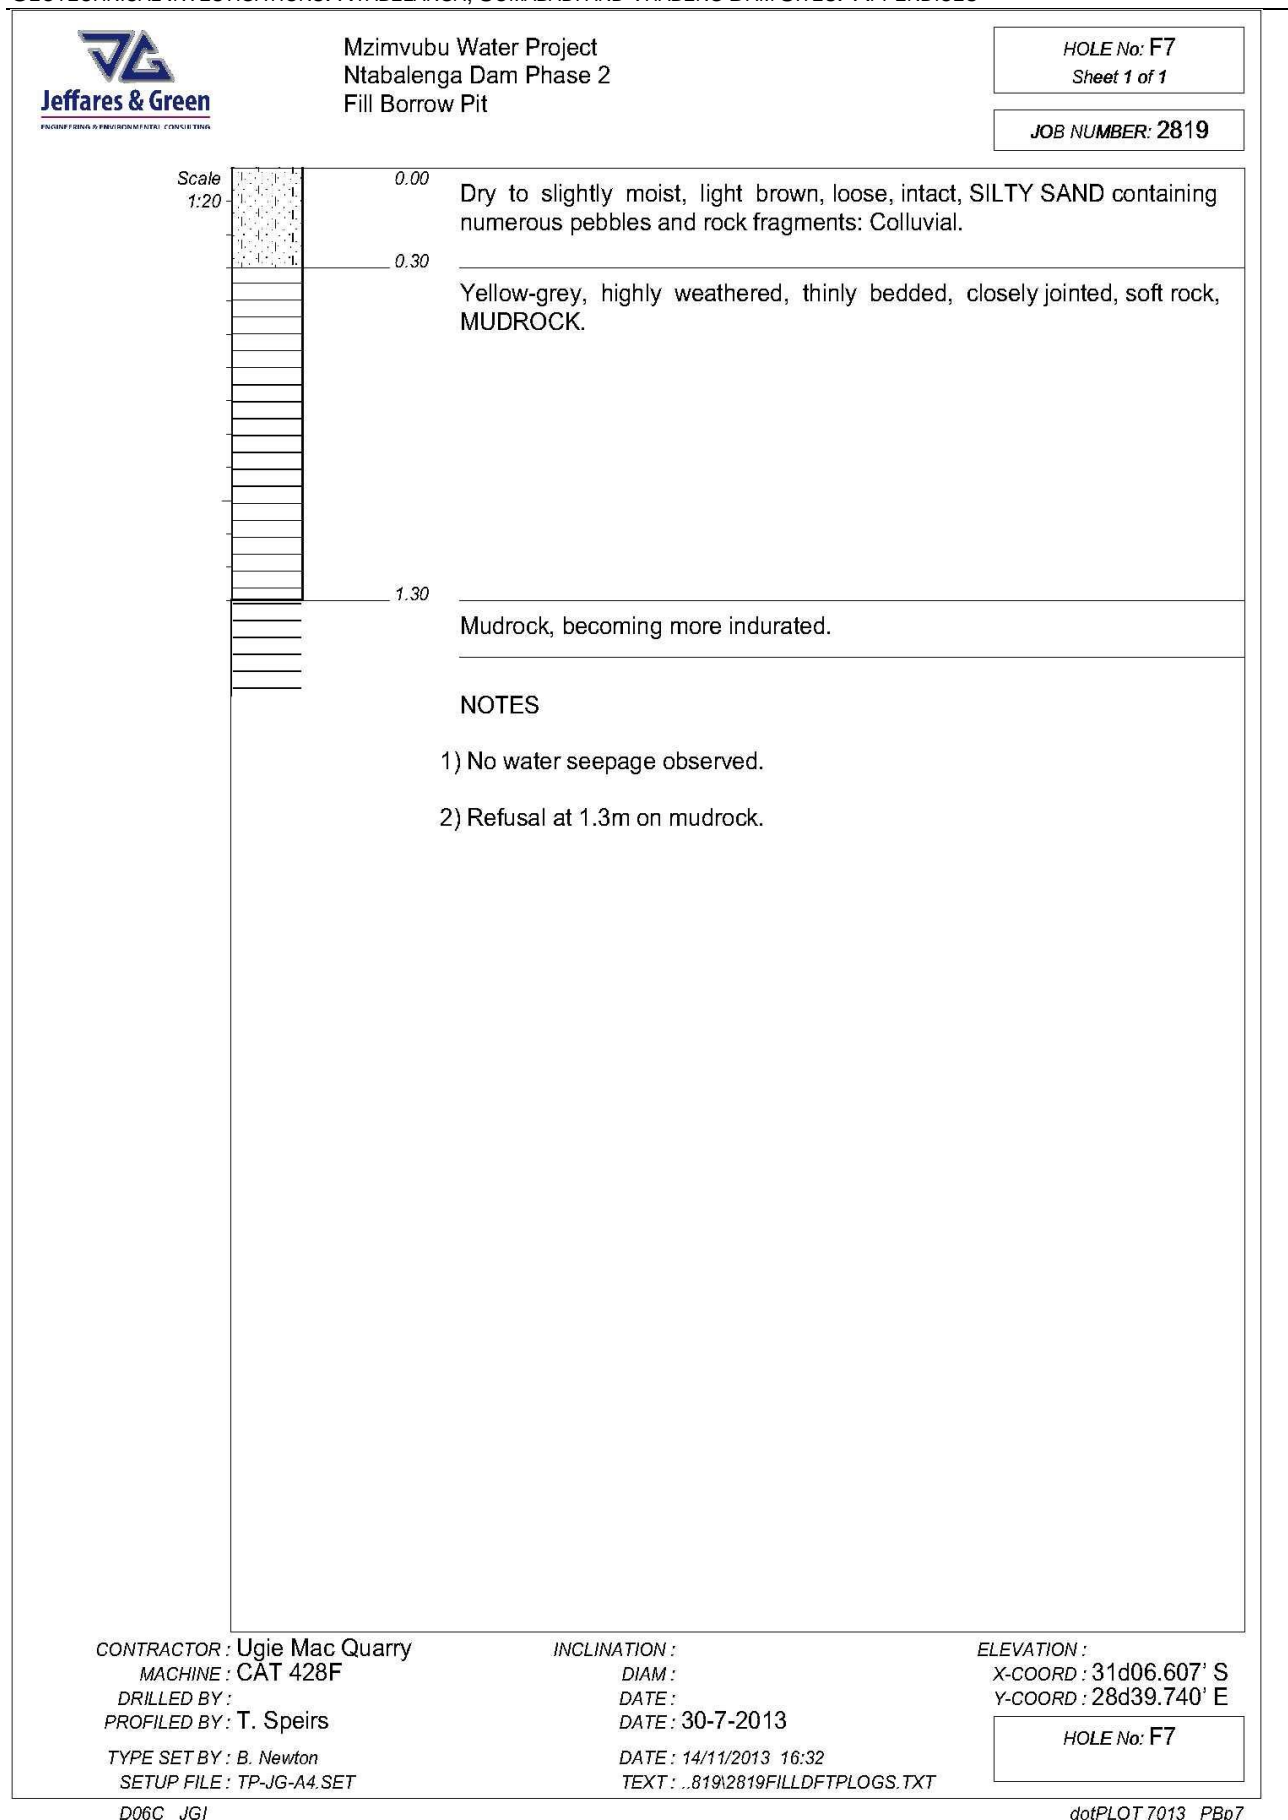 Jeffares & Green
ENGINEERING & ENVIRONMENTAL CONSULTING
Mzimvubu Water Project
Ntabalenga Dam Phase 2
Fill Borrow Pit
HOLE No: F7
Sheet 1 of 1
JOB NUMBER: 2819
Scale
1:20
0.00
Dry to slightly moist, light brown, loose, intact, SILTY SAND containing
numerous pebbles and rock fragments: Colluvial.
0.30
Yellow-grey, highly weathered, thinly bedded, closely jointed, soft rock,
MUDROCK.
1.30
Mudrock, becoming more indurated.
NOTES
1) No water seepage observed.
2) Refusal at 1.3m on mudrock.
CONTRACTOR : Ugie Mac Quarry
MACHINE : CAT 428F
DRILLED BY :
PROFILED BY : T. Speirs
TYPE SET BY : B. Newton
SETUP FILE : TP-JG-A4.SET
INCLINATION :
DIAM :
DATE :
DATE : 30-7-2013
DATE : 14/11/2013 16:32
TEXT : ..819\2819FILLDFTPLOGS.TXT
ELEVATION :
X-COORD : 31d06.607' S
Y-COORD : 28d39.740' E
HOLE No: F7
D06C JGI
dotPLOT 7013 PBp7